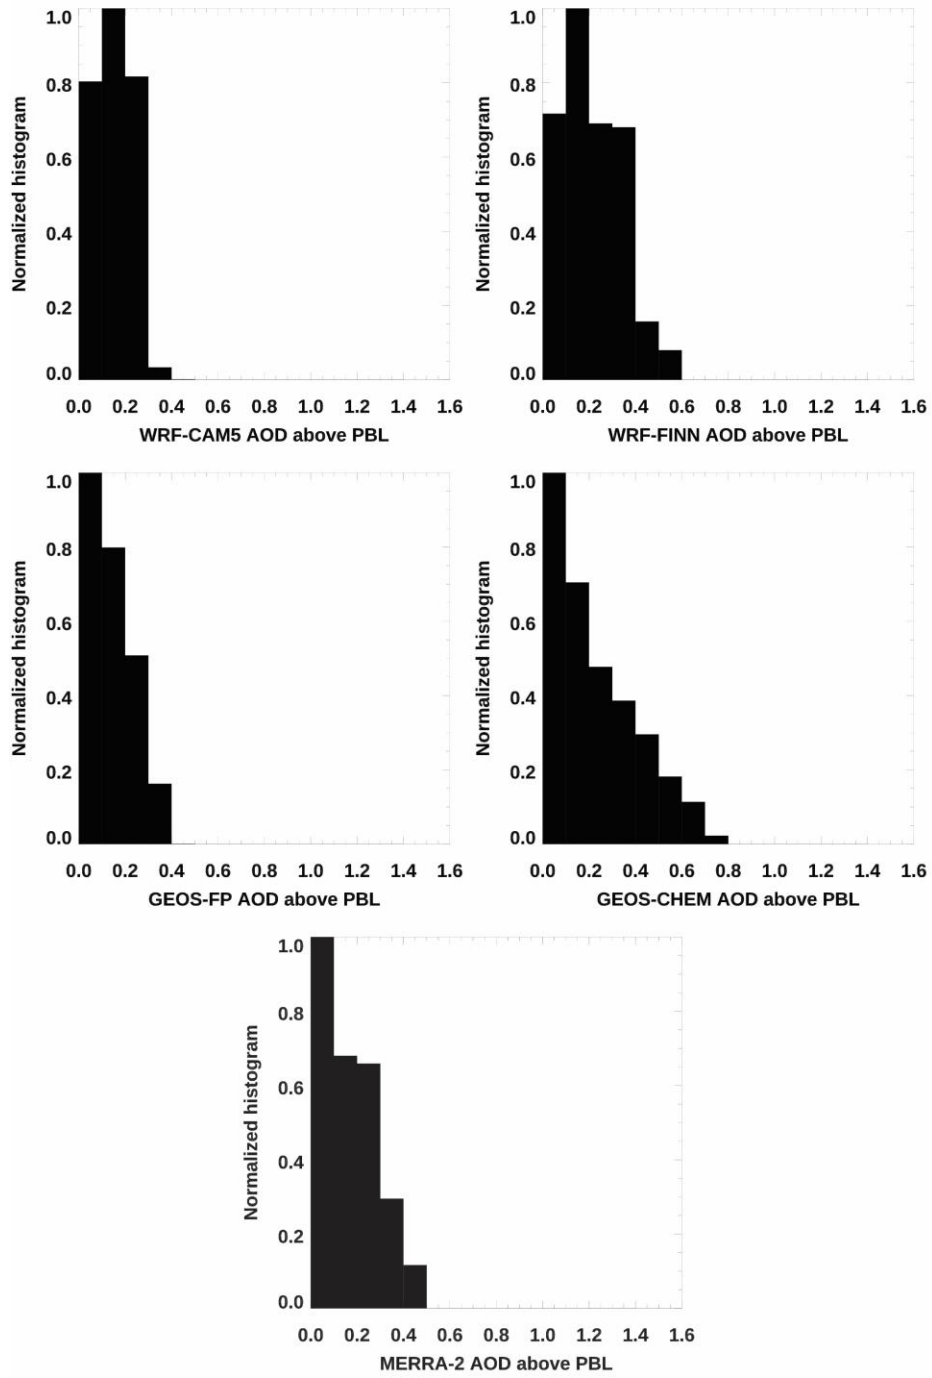 1.0
0.8
0.6
0.4
0.2
0.0
Normalized histogram
0.0 0.2 0.4 0.6 0.8 1.0 1.2 1.4 1.6
WRF-CAM5 AOD above PBL
1.0
0.8
0.6
0.4
0.2
0.0
Normalized histogram
0.0 0.2 0.4 0.6 0.8 1.0 1.2 1.4 1.6
WRF-FINN AOD above PBL
1.0
0.8
0.6
0.4
0.2
0.0
Normalized histogram
0.0 0.2 0.4 0.6 0.8 1.0 1.2 1.4 1.6
GEOS-FP AOD above PBL
1.0
0.8
0.6
0.4
0.2
0.0
Normalized histogram
0.0 0.2 0.4 0.6 0.8 1.0 1.2 1.4 1.6
GEOS-CHEM AOD above PBL
1.0
0.8
0.6
0.4
0.2
0.0
Normalized histogram
0.0 0.2 0.4 0.6 0.8 1.0 1.2 1.4 1.6
MERRA-2 AOD above PBL